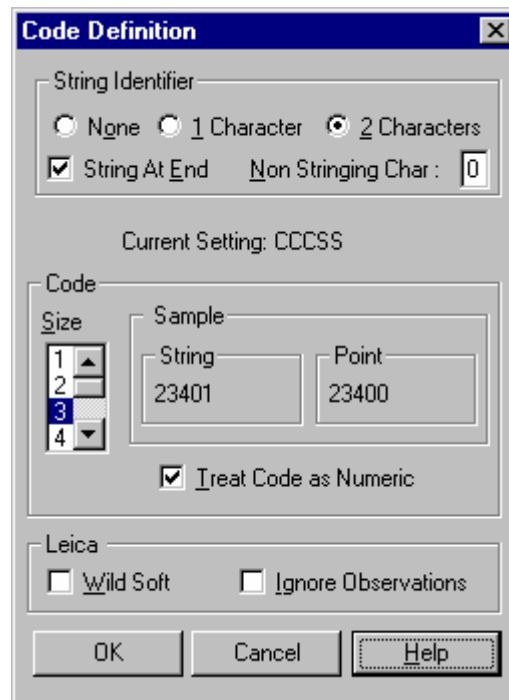 Code Definition
String Identifier
None 1 Character 2 Characters
String At End Non Stringing Char : 0
Current Setting: CCCSS
Code
Size
1
2
3
4
Sample
String
23401
Point
23400
Treat Code as Numeric
Leica
Wild Soft Ignore Observations
OK Cancel Help